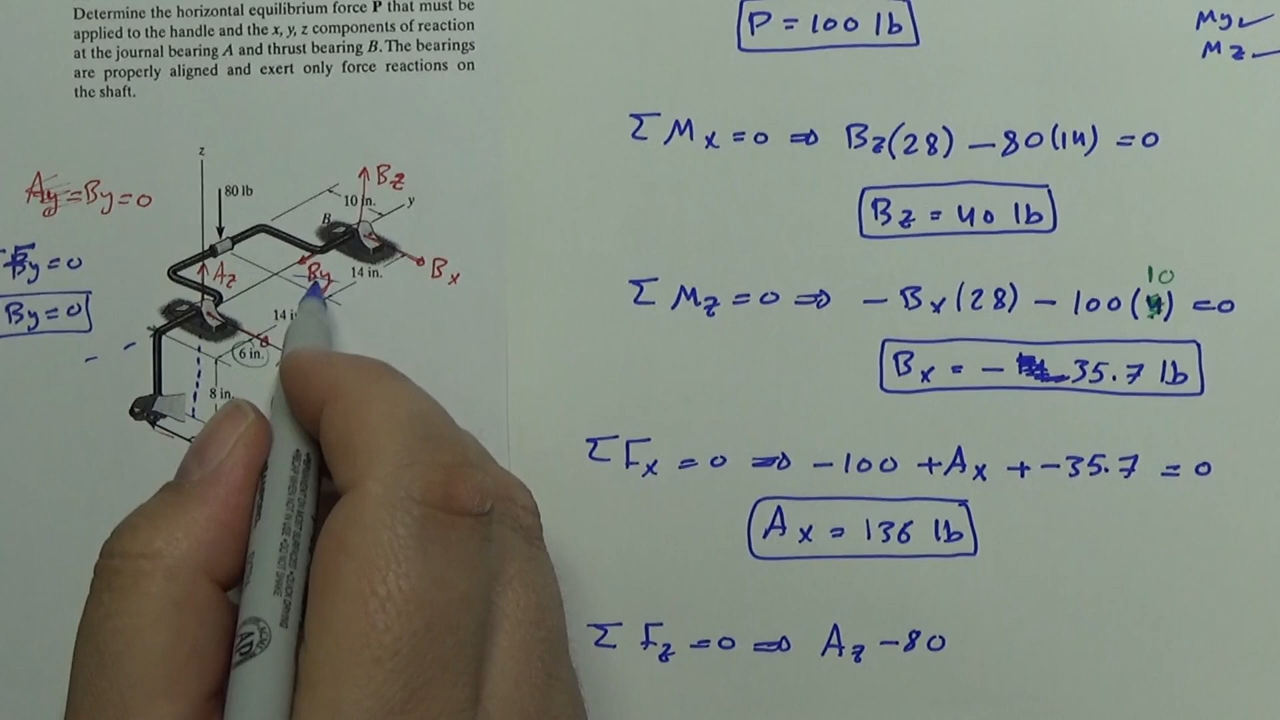 Determine the horizontal equilibrium force P that must be
applied to the handle and the x, y, z components of reaction
at the journal bearing A and thrust bearing B. The bearings
are properly aligned and exert only force reactions on
the shaft.
z
80 lb
Ay = By = 0
Bz
10 in.
y
B
By = 0
By = 0
Az
By
14 in.
Bx
14 i
6 in.
8 in.
P = 100 lb
My ✓
Mz ✓
ΣMx = 0 ⇒ Bz(28) - 80(14) = 0
Bz = 40 lb
10
ΣMz = 0 ⇒ - Bx(28) - 100( ) = 0
Bx = - 35.7 lb
ΣFx = 0 ⇒ -100 + Ax + -35.7 = 0
Ax = 136 lb
ΣFz = 0 ⇒ Az - 80
AP